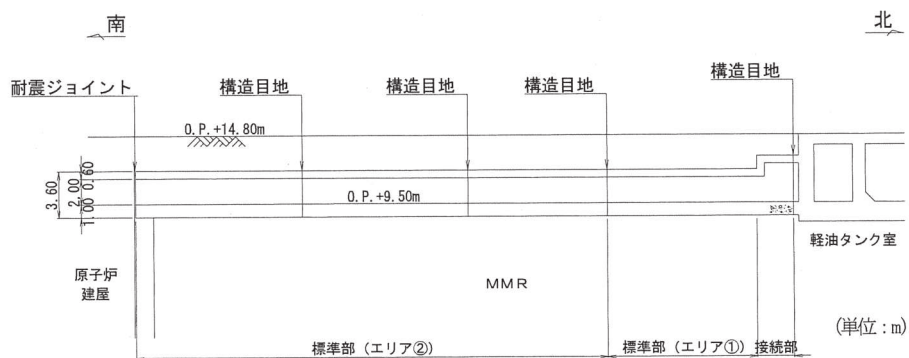 南
北
耐震ジョイント
構造目地
構造目地
構造目地
構造目地
O.P.+14.80m
3.60
0.60
2.00
1.00
O.P.+9.50m
原子炉
建屋
MMR
軽油タンク室
(単位:m)
標準部(エリア②)
標準部(エリア①)
接続部